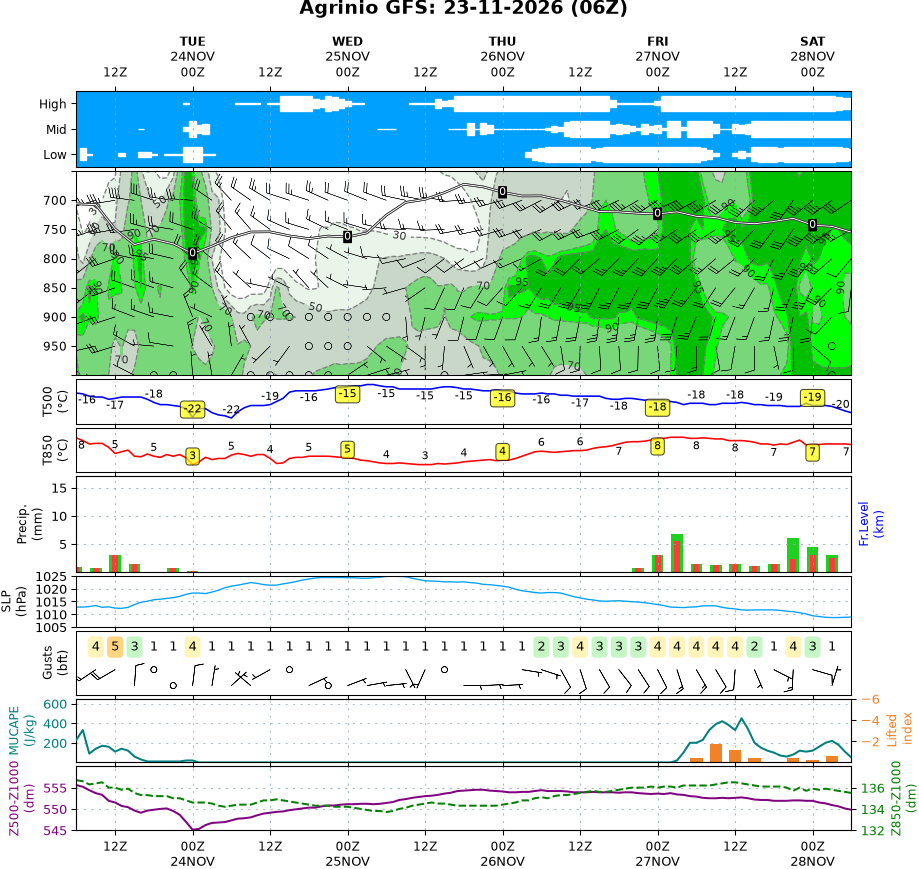 Agrinio GFS: 23-11-2026 (06Z)
TUE WED THU FRI SAT
24NOV 25NOV 26NOV 27NOV 28NOV
12Z 00Z 12Z 00Z 12Z 00Z 12Z 00Z 12Z 00Z
High
Mid
Low
700
750
800
850
900
950
0 0 0 0 0
30
50
70
90
95
T500
(°C)
-16 -17 -18 -22 -22 -19 -16 -15 -15 -15 -15 -16 -16 -17 -18 -18 -18 -18 -19 -19 -20
T850
(°C)
8 5 5 3 5 4 5 5 4 3 4 4 6 6 7 8 8 8 7 7 7
Precip.
(mm)
15
10
5
Fr.Level
(km)
SLP
(hPa)
1025
1020
1015
1010
1005
Gusts
(bft)
4 5 3 1 1 4 1 1 1 1 1 1 1 1 1 1 1 1 1 1 1 1 1 2 3 4 3 3 3 4 4 4 4 4 2 1 4 3 1
MUCAPE
(J/kg)
600
400
200
−6
−4
−2
Lifted
index
Z500-Z1000
(dm)
555
550
545
136
134
132
Z850-Z1000
(dm)
12Z 00Z 12Z 00Z 12Z 00Z 12Z 00Z 12Z 00Z
24NOV 25NOV 26NOV 27NOV 28NOV